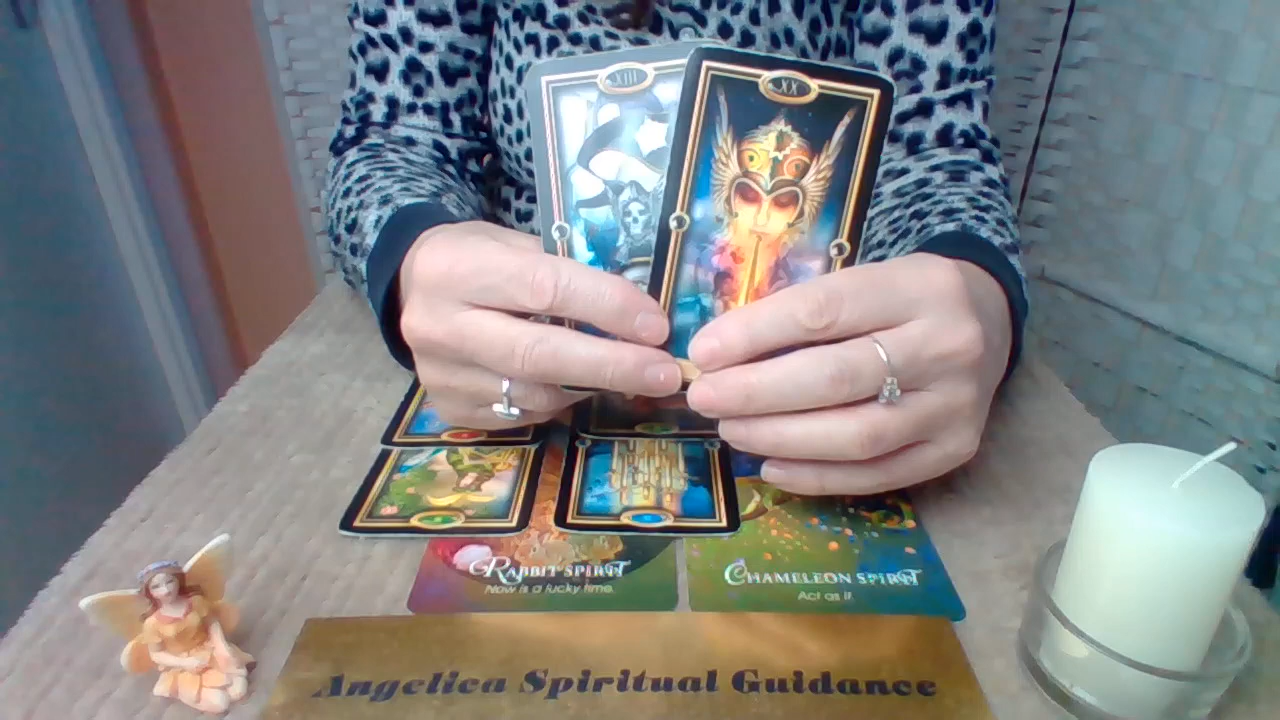 XIII
XX
RABBIT SPIRIT
Now is a lucky time.
CHAMELEON SPIRIT
Act as if.
Angelica Spiritual Guidance